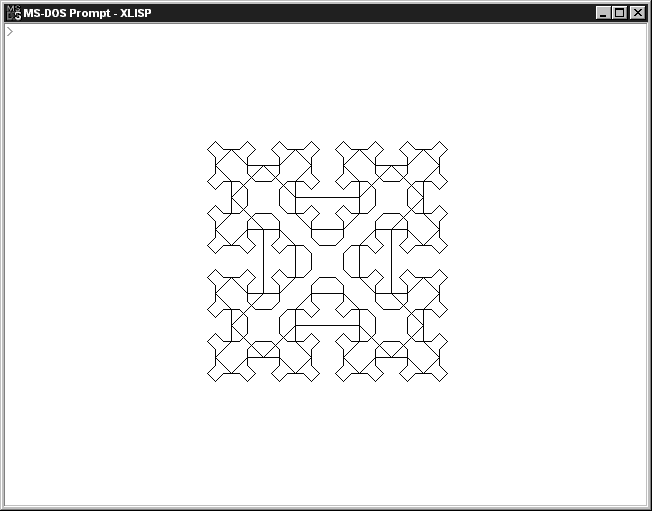 MS-DOS Prompt - XLISP
>